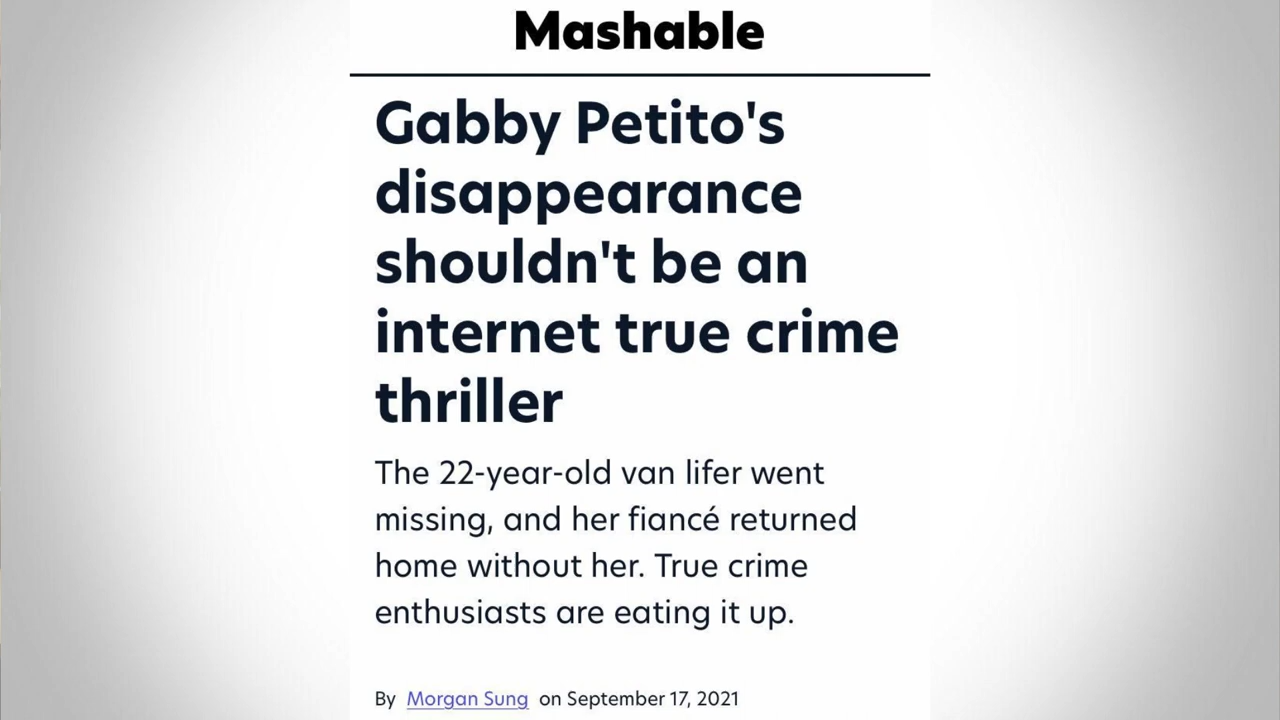 Mashable
Gabby Petito's
disappearance
shouldn't be an
internet true crime
thriller
The 22-year-old van lifer went
missing, and her fiancé returned
home without her. True crime
enthusiasts are eating it up.
By Morgan Sung on September 17, 2021